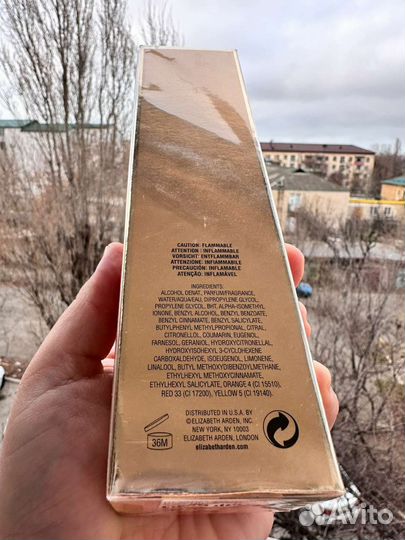 CAUTION: FLAMMABLE
ATTENTION : INFLAMMABLE
VORSICHT: ENTFLAMMBAR
ATTENZIONE: INFIAMMABILE
PRECAUCIÓN: INFLAMABLE
ATENÇÃO: INFLAMÁVEL
INGREDIENTS:
ALCOHOL DENAT, PARFUM/FRAGRANCE,
WATER/AQUA/EAU, DIPROPYLENE GLYCOL,
PROPYLENE GLYCOL, BHT, ALPHA-ISOMETHYL
IONONE, BENZYL ALCOHOL, BENZYL BENZOATE,
BENZYL CINNAMATE, BENZYL SALICYLATE,
BUTYLPHENYL METHYLPROPIONAL, CITRAL,
CITRONELLOL, COUMARIN, EUGENOL,
FARNESOL, GERANIOL, HYDROXYCITRONELLAL,
HYDROXYISOHEXYL 3-CYCLOHEXENE
CARBOXALDEHYDE, ISOEUGENOL, LIMONENE,
LINALOOL, BUTYL METHOXYDIBENZOYLMETHANE,
ETHYLHEXYL METHOXYCINNAMATE,
ETHYLHEXYL SALICYLATE, ORANGE 4 (CI 15510),
RED 33 (CI 17200), YELLOW 5 (CI 19140).
DISTRIBUTED IN U.S.A. BY
©ELIZABETH ARDEN, INC.
NEW YORK, NY 10003
ELIZABETH ARDEN, LONDON
elizabetharden.com
36M
Avito